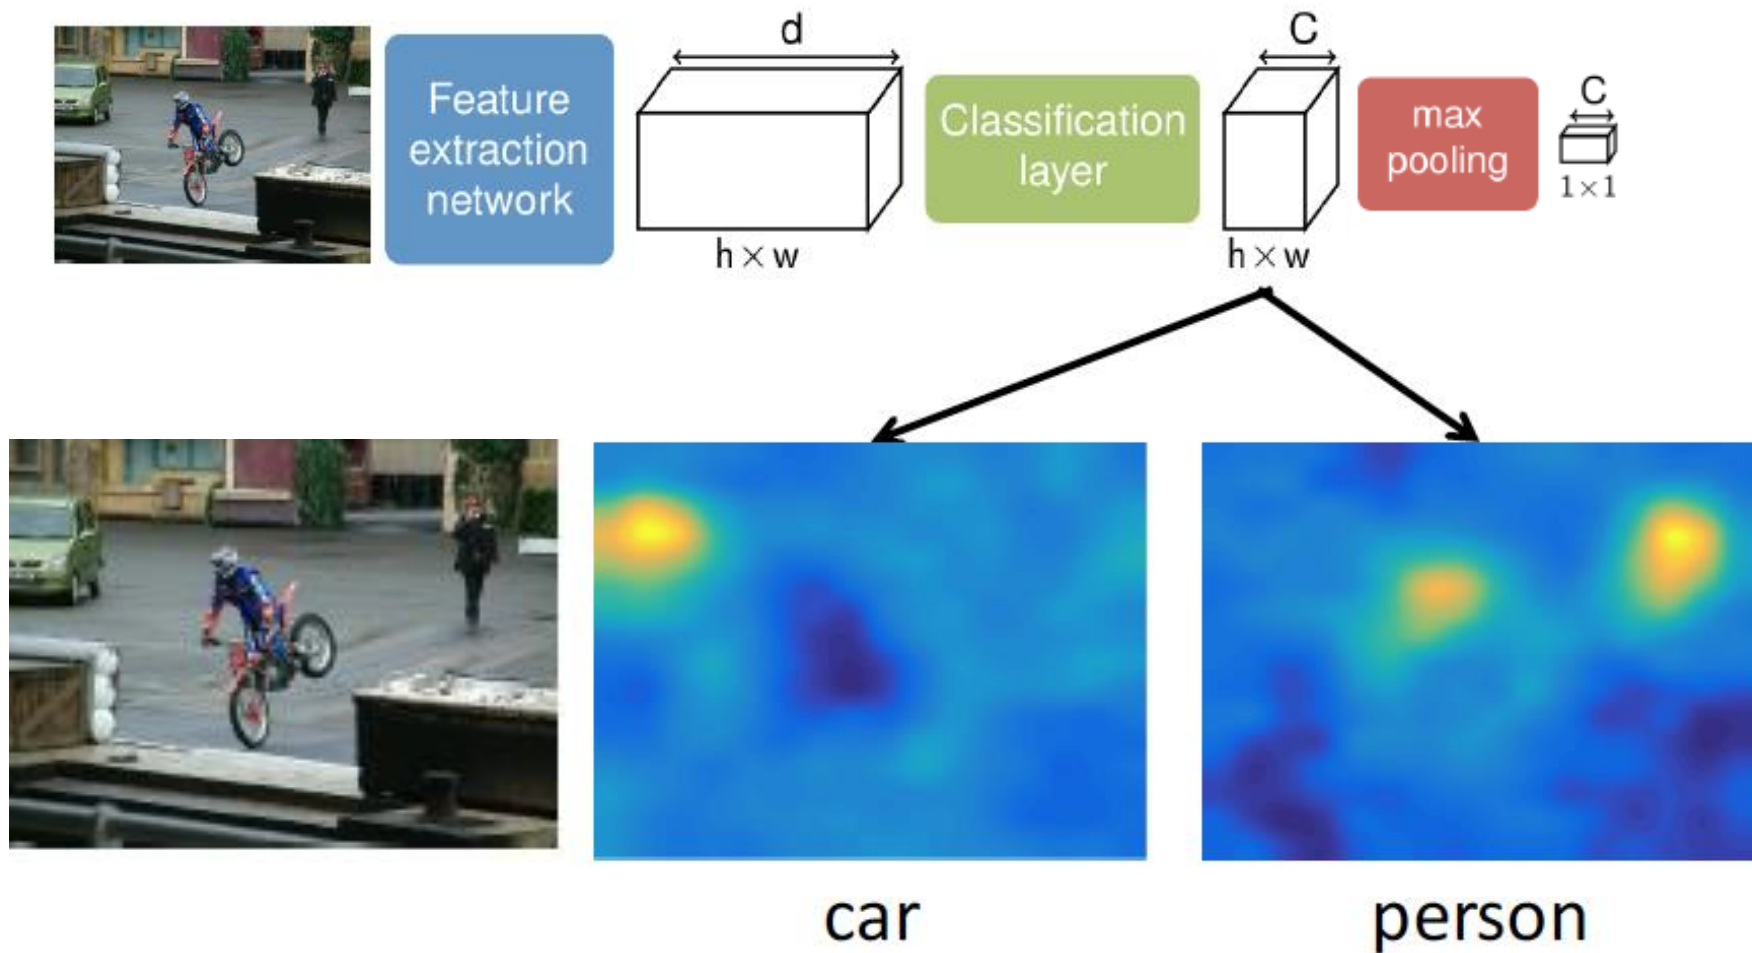 d
C
Feature
extraction
network
Classification
layer
max
pooling
C
1×1
h×w
h×w
car
person